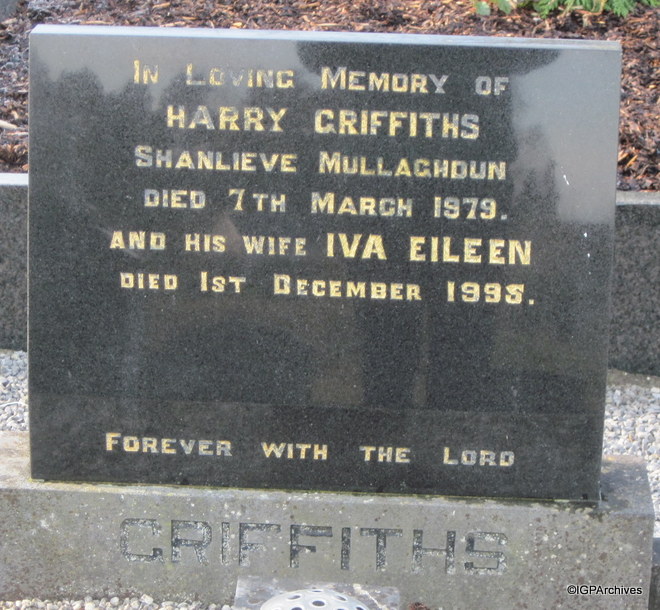 In Loving Memory of
HARRY GRIFFITHS
Shanlieve Mullaghdun
died 7th March 1979.
and his wife IVA EILEEN
died 1st December 1995.
Forever with the Lord
GRIFFITHS
©IGPArchives